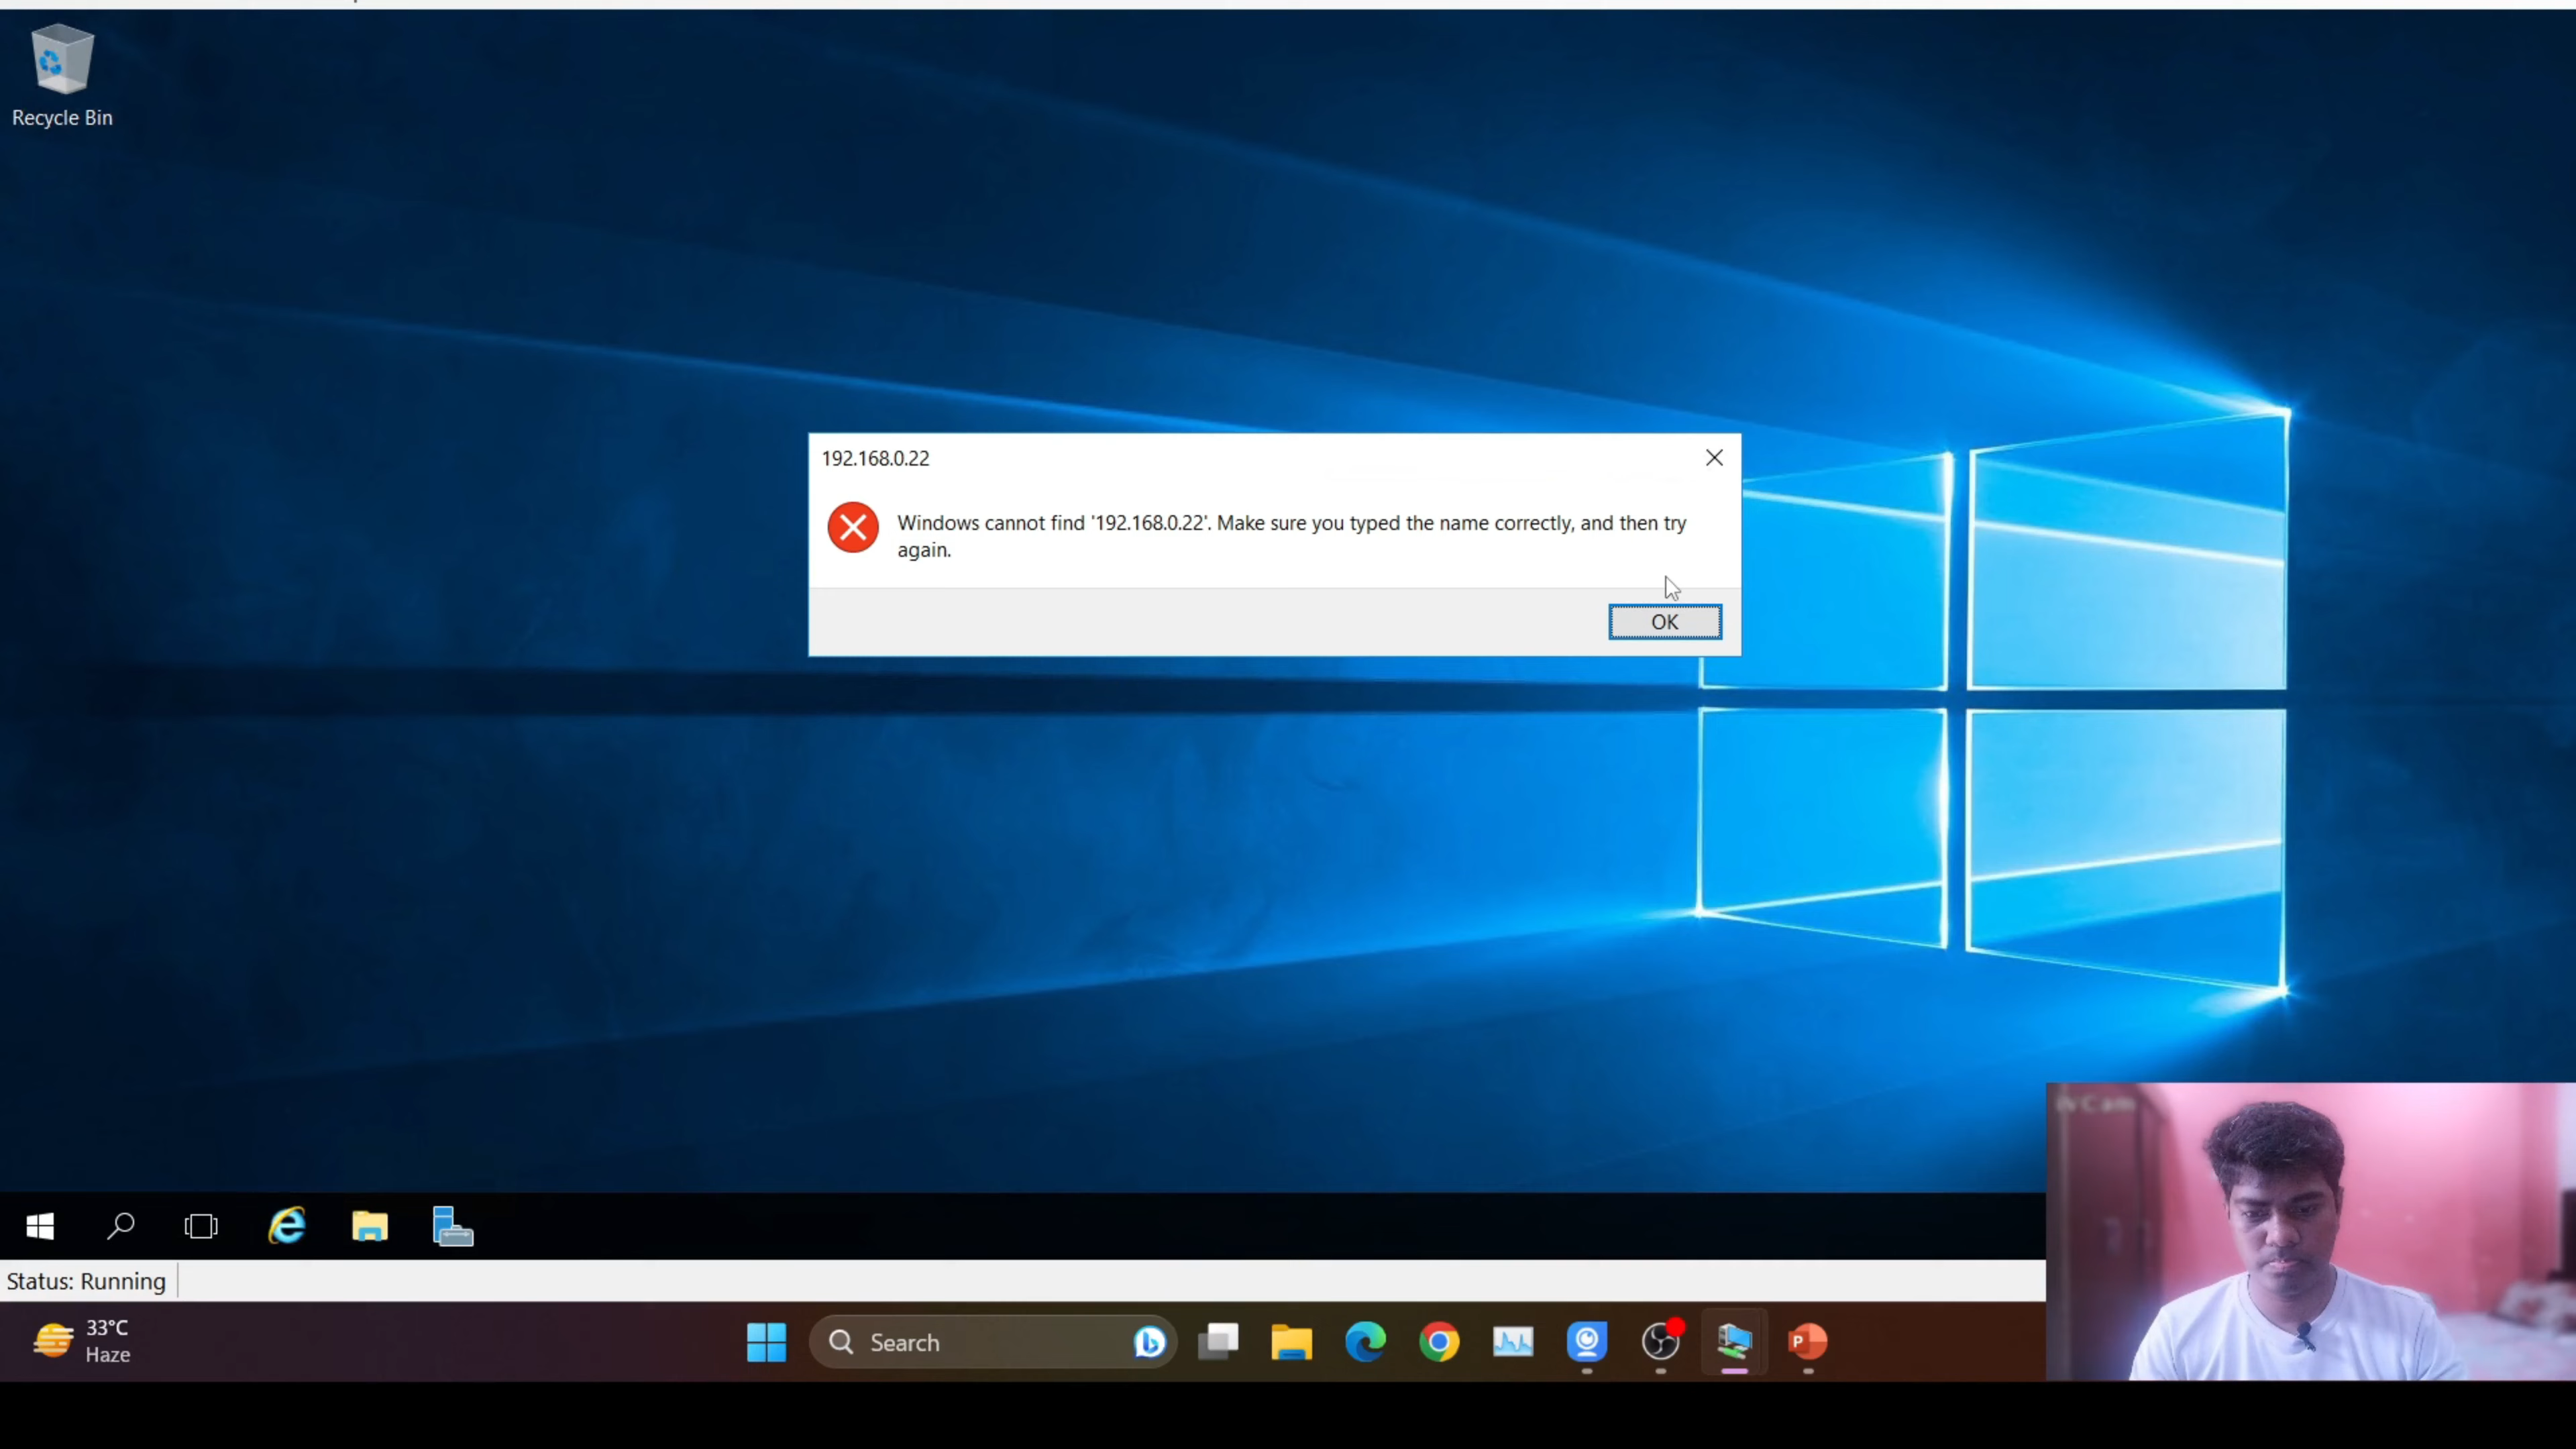 Recycle Bin
192.168.0.22
Windows cannot find '192.168.0.22'. Make sure you typed the name correctly, and then try
again.
OK
Status: Running
33°C
Haze
Search